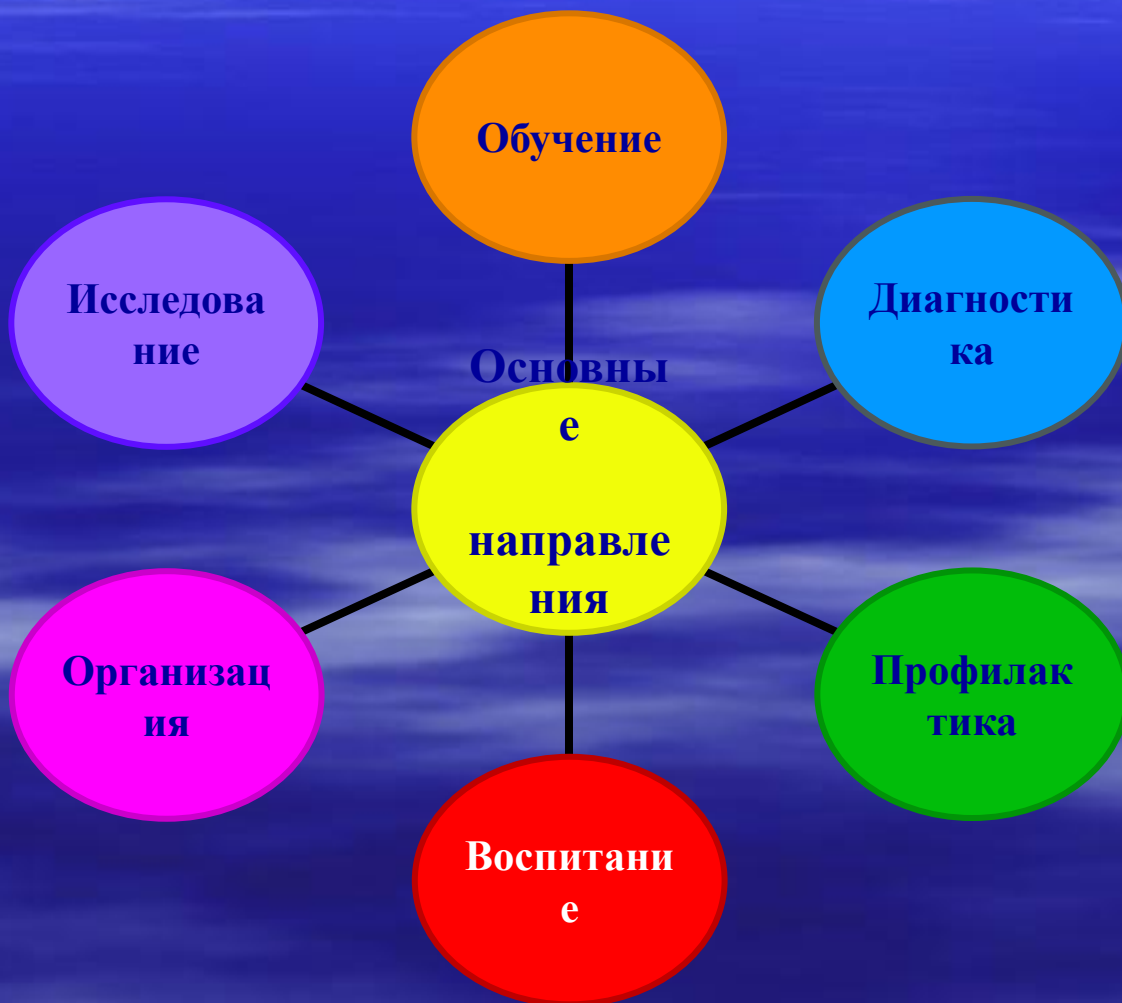 Обучение
Исследова
ние
Диагности
ка
Основны
е
направле
ния
Организац
ия
Профилак
тика
Воспитани
е